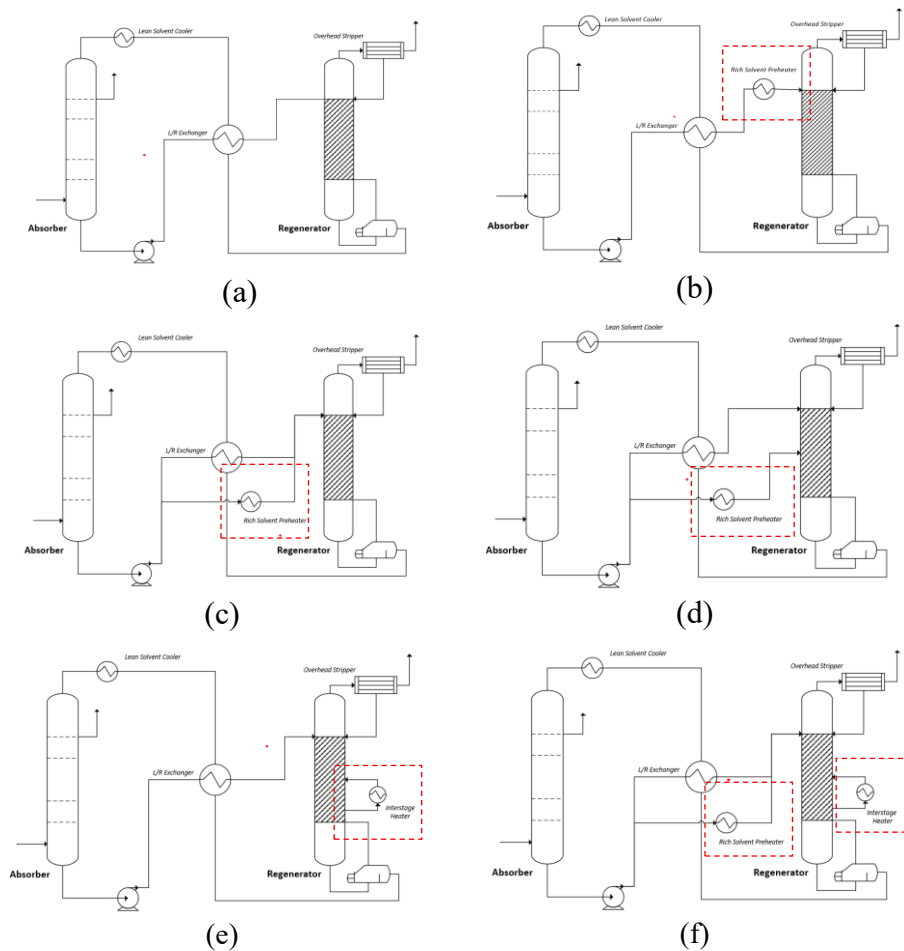 Lean Solvent Cooler
Overhead Stripper
L/R Exchanger
Absorber
Regenerator
(a)
Lean Solvent Cooler
Overhead Stripper
Rich Solvent Preheater
L/R Exchanger
Absorber
Regenerator
(b)
Lean Solvent Cooler
Overhead Stripper
L/R Exchanger
Rich Solvent Preheater
Absorber
Regenerator
(c)
Lean Solvent Cooler
Overhead Stripper
L/R Exchanger
Rich Solvent Preheater
Absorber
Regenerator
(d)
Lean Solvent Cooler
Overhead Stripper
L/R Exchanger
Interstage
Heater
Absorber
Regenerator
(e)
Lean Solvent Cooler
Overhead Stripper
L/R Exchanger
Interstage
Heater
Rich Solvent Preheater
Absorber
Regenerator
(f)